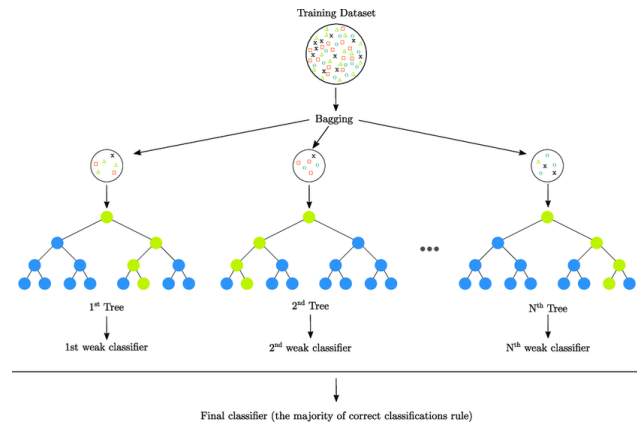 Training Dataset
Bagging
1st Tree
2nd Tree
Nth Tree
1st weak classifier
2nd weak classifier
Nth weak classifier
Final classifier (the majority of correct classifications rule)